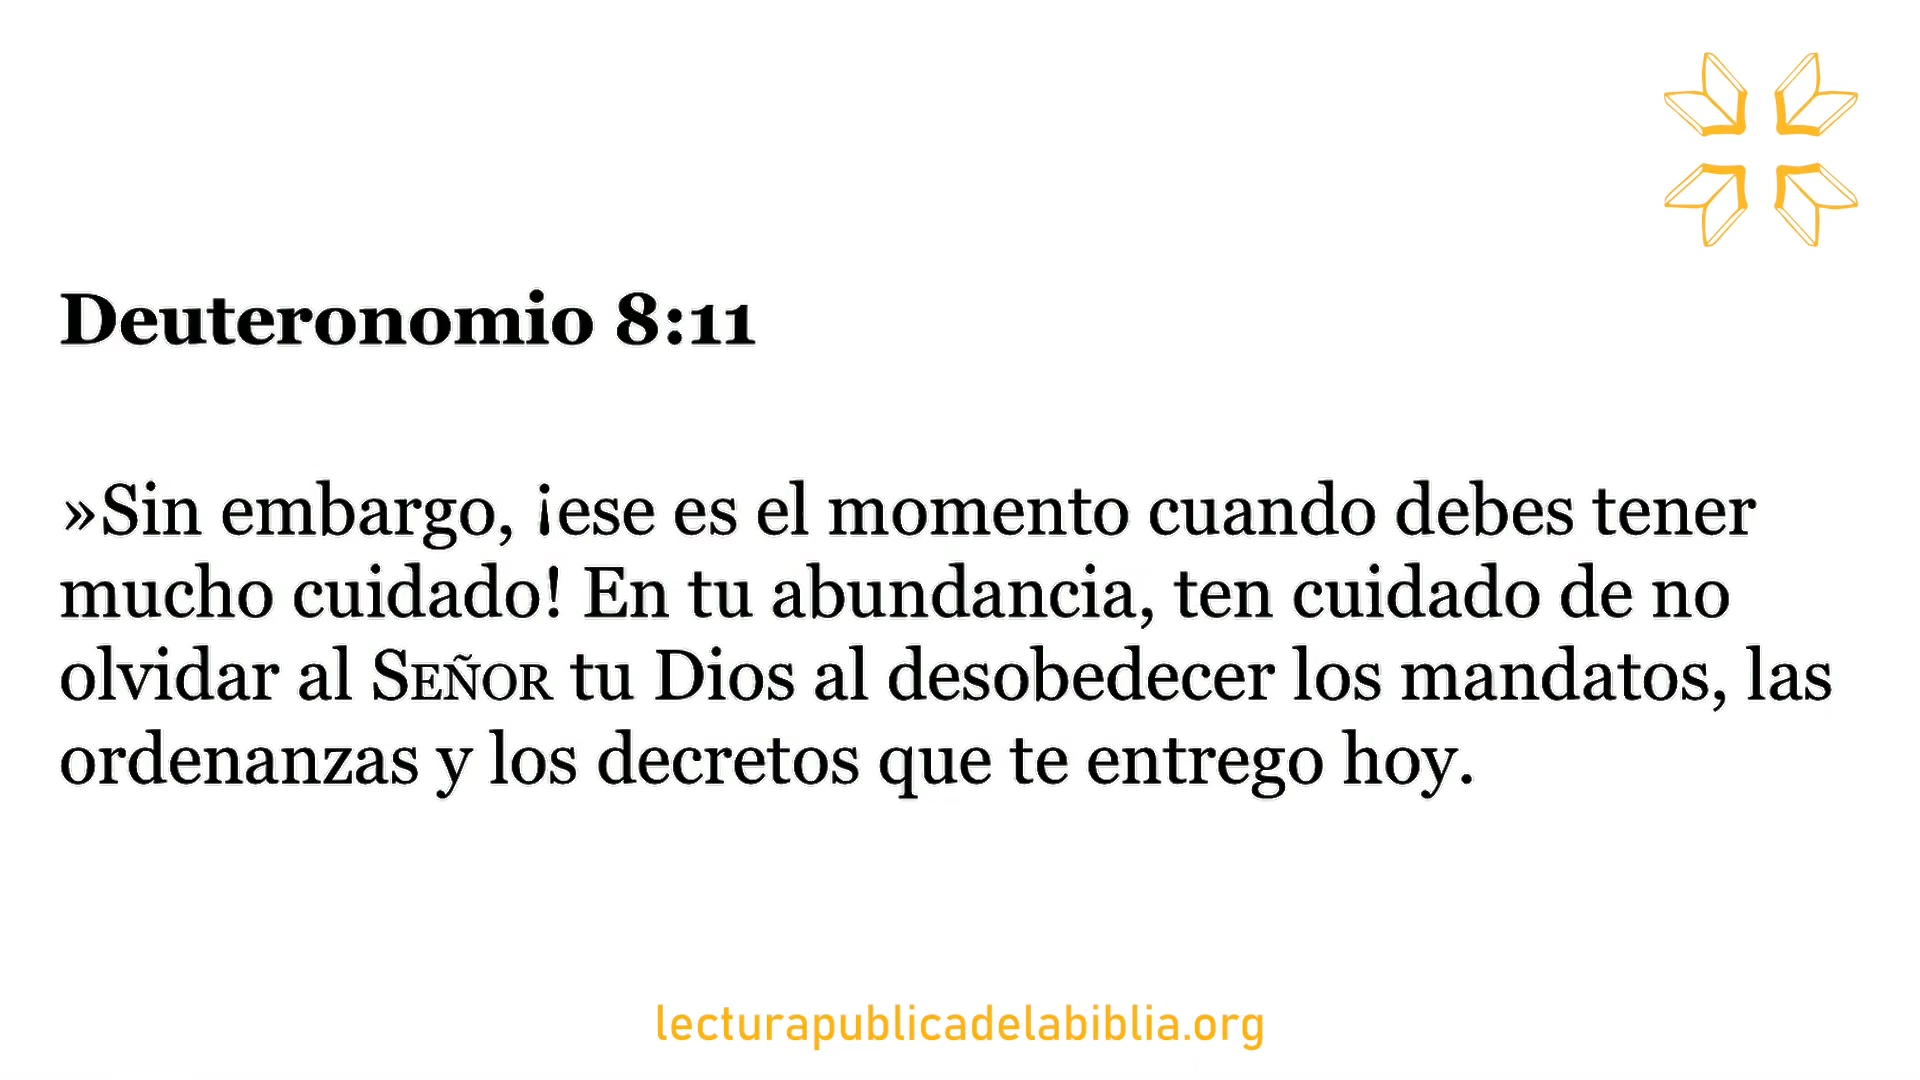 Deuteronomio 8:11
»Sin embargo, ¡ese es el momento cuando debes tener
mucho cuidado! En tu abundancia, ten cuidado de no
olvidar al SEÑOR tu Dios al desobedecer los mandatos, las
ordenanzas y los decretos que te entrego hoy.
lecturapublicadelabiblia.org